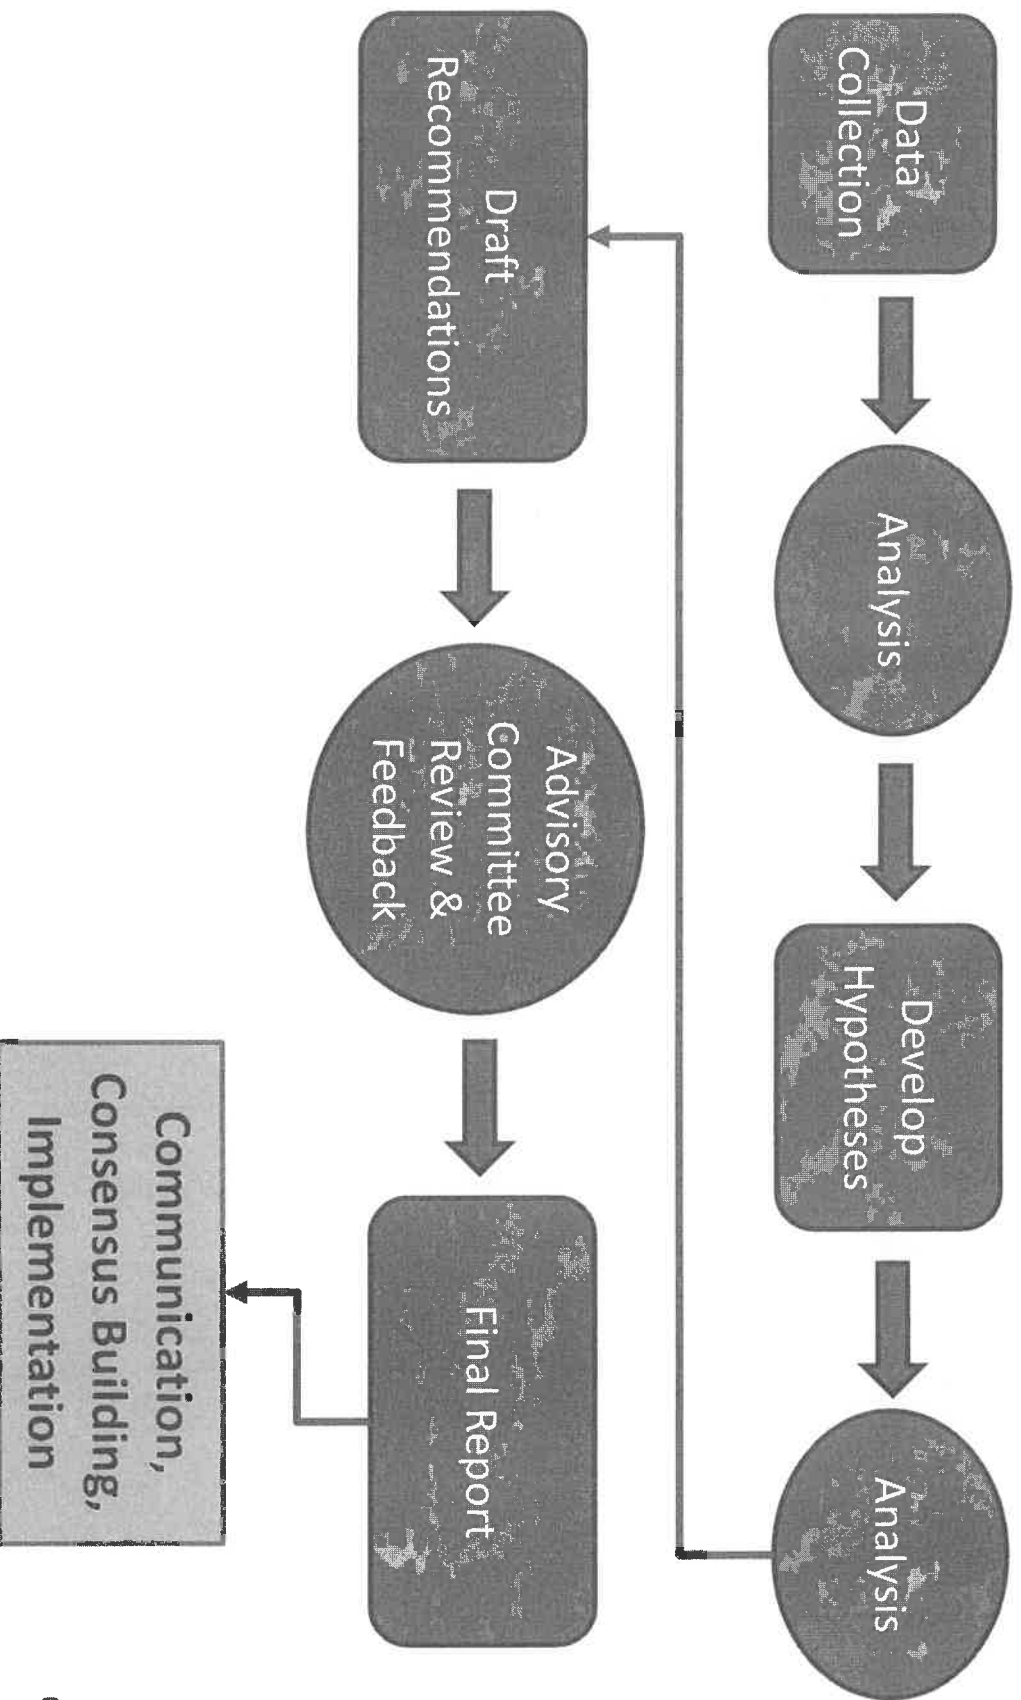 Data
Collection
Analysis
Develop
Hypotheses
Analysis
Draft
Recommendations
Advisory
Committee
Review &
Feedback
Final Report
Communication,
Consensus Building,
Implementation